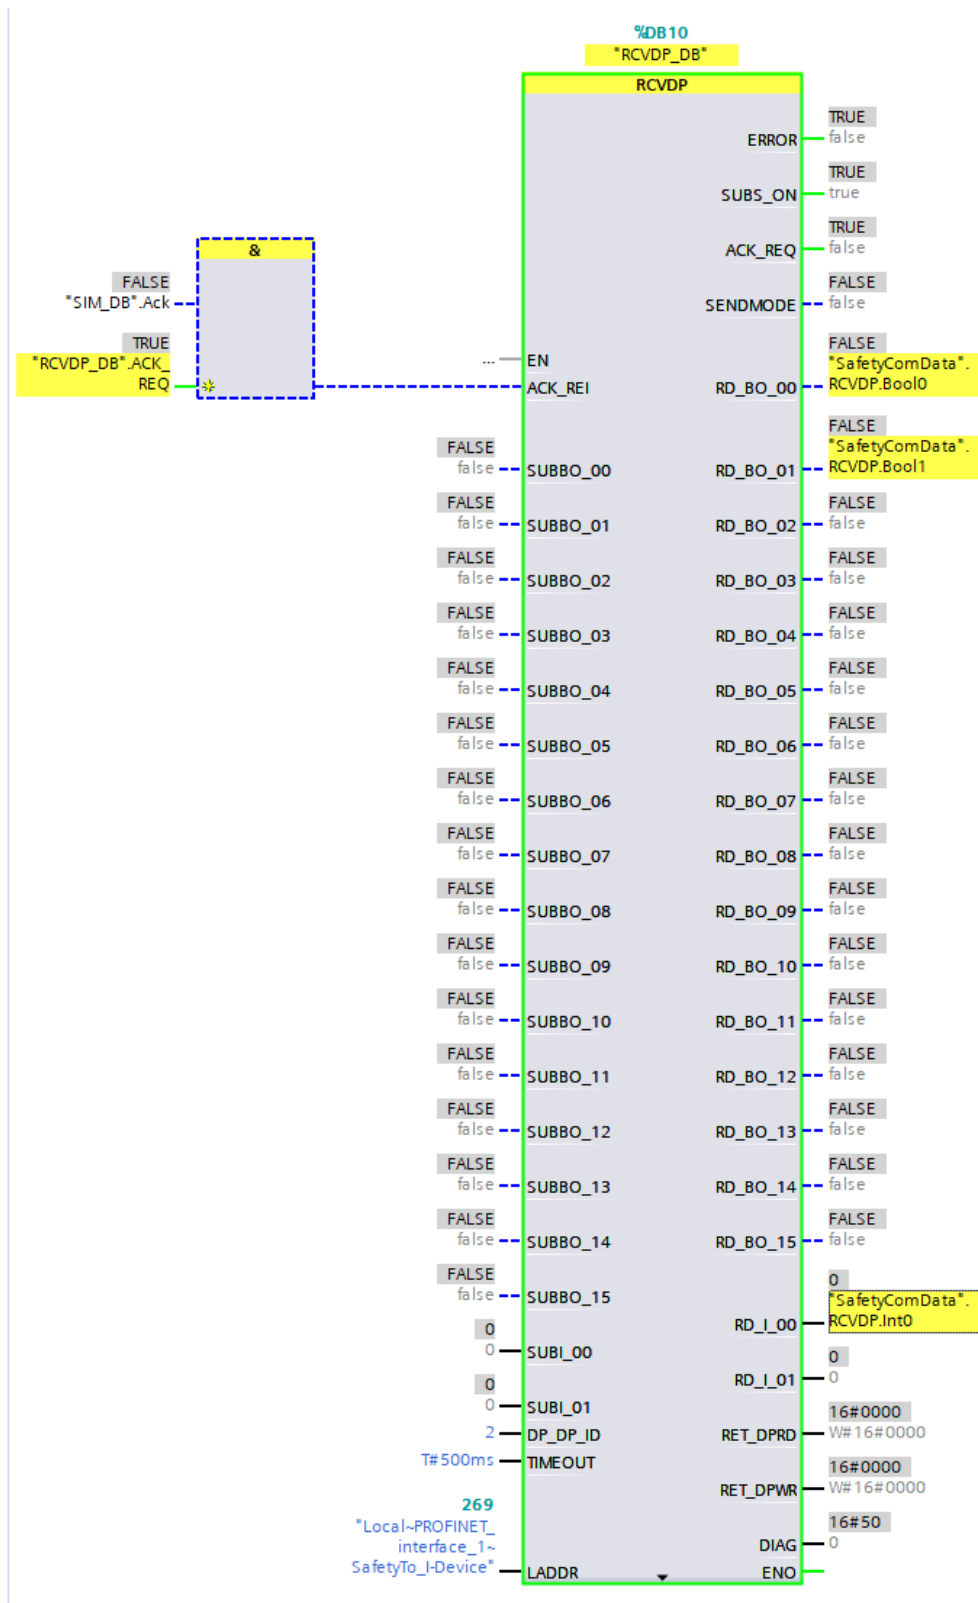 %DB10
"RCVDP_DB"
RCVDP
TRUE
ERROR false
TRUE
SUBS_ON true
TRUE
ACK_REQ false
&
FALSE
"SIM_DB".Ack
FALSE
SENDMODE false
TRUE
"RCVDP_DB".ACK_
REQ
... EN
ACK_REI
FALSE
"SafetyComData".
RD_BO_00 RCVDP.Bool0
FALSE
"SafetyComData".
RD_BO_01 RCVDP.Bool1
FALSE
false SUBBO_00
FALSE FALSE
false SUBBO_01 RD_BO_02 false
FALSE FALSE
false SUBBO_02 RD_BO_03 false
FALSE FALSE
false SUBBO_03 RD_BO_04 false
FALSE FALSE
false SUBBO_04 RD_BO_05 false
FALSE FALSE
false SUBBO_05 RD_BO_06 false
FALSE FALSE
false SUBBO_06 RD_BO_07 false
FALSE FALSE
false SUBBO_07 RD_BO_08 false
FALSE FALSE
false SUBBO_08 RD_BO_09 false
FALSE FALSE
false SUBBO_09 RD_BO_10 false
FALSE FALSE
false SUBBO_10 RD_BO_11 false
FALSE FALSE
false SUBBO_11 RD_BO_12 false
FALSE FALSE
false SUBBO_12 RD_BO_13 false
FALSE FALSE
false SUBBO_13 RD_BO_14 false
FALSE FALSE
false SUBBO_14 RD_BO_15 false
FALSE
false SUBBO_15
0
"SafetyComData".
RD_I_00 RCVDP.Int0
0
0 SUBI_00
0
RD_I_01 0
0
0 SUBI_01
2 DP_DP_ID
T#500ms TIMEOUT
16#0000
RET_DPRD W#16#0000
16#0000
RET_DPWR W#16#0000
16#50
DIAG 0
269
"Local~PROFINET_
interface_1~
SafetyTo_I-Device" LADDR
ENO